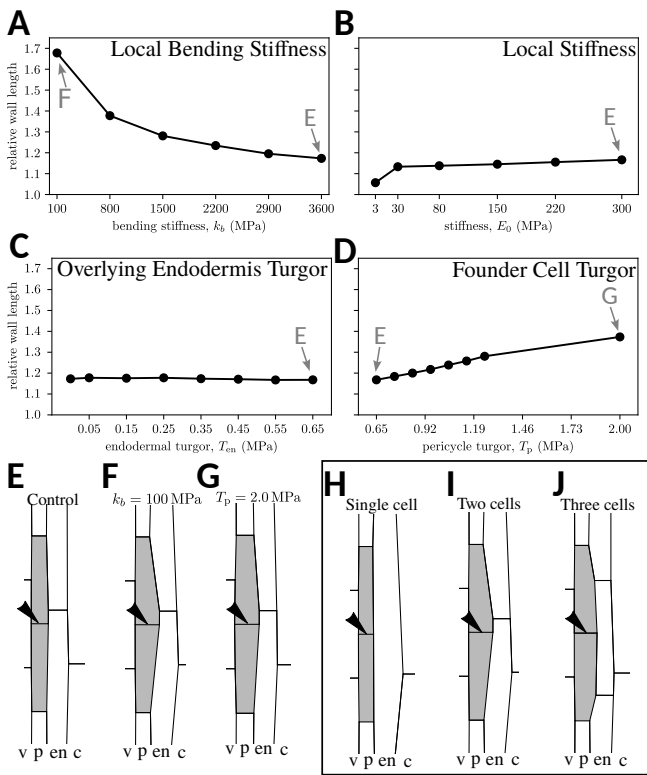 A
Local Bending Stiffness
relative wall length
1.7
1.6
1.5
1.4
1.3
1.2
1.1
1.0
F
E
100 800 1500 2200 2900 3600
bending stiffness, k_b (MPa)
B
Local Stiffness
E
3 30 80 150 220 300
stiffness, E_0 (MPa)
C
Overlying Endodermis Turgor
relative wall length
1.7
1.6
1.5
1.4
1.3
1.2
1.1
1.0
E
0.05 0.15 0.25 0.35 0.45 0.55 0.65
endodermal turgor, T_en (MPa)
D
Founder Cell Turgor
E
G
0.65 0.92 1.19 1.46 1.73 2.00
pericycle turgor, T_p (MPa)
E
Control
v p en c
F
k_b = 100 MPa
v p en c
G
T_p = 2.0 MPa
v p en c
H
Single cell
v p en c
I
Two cells
v p en c
J
Three cells
v p en c